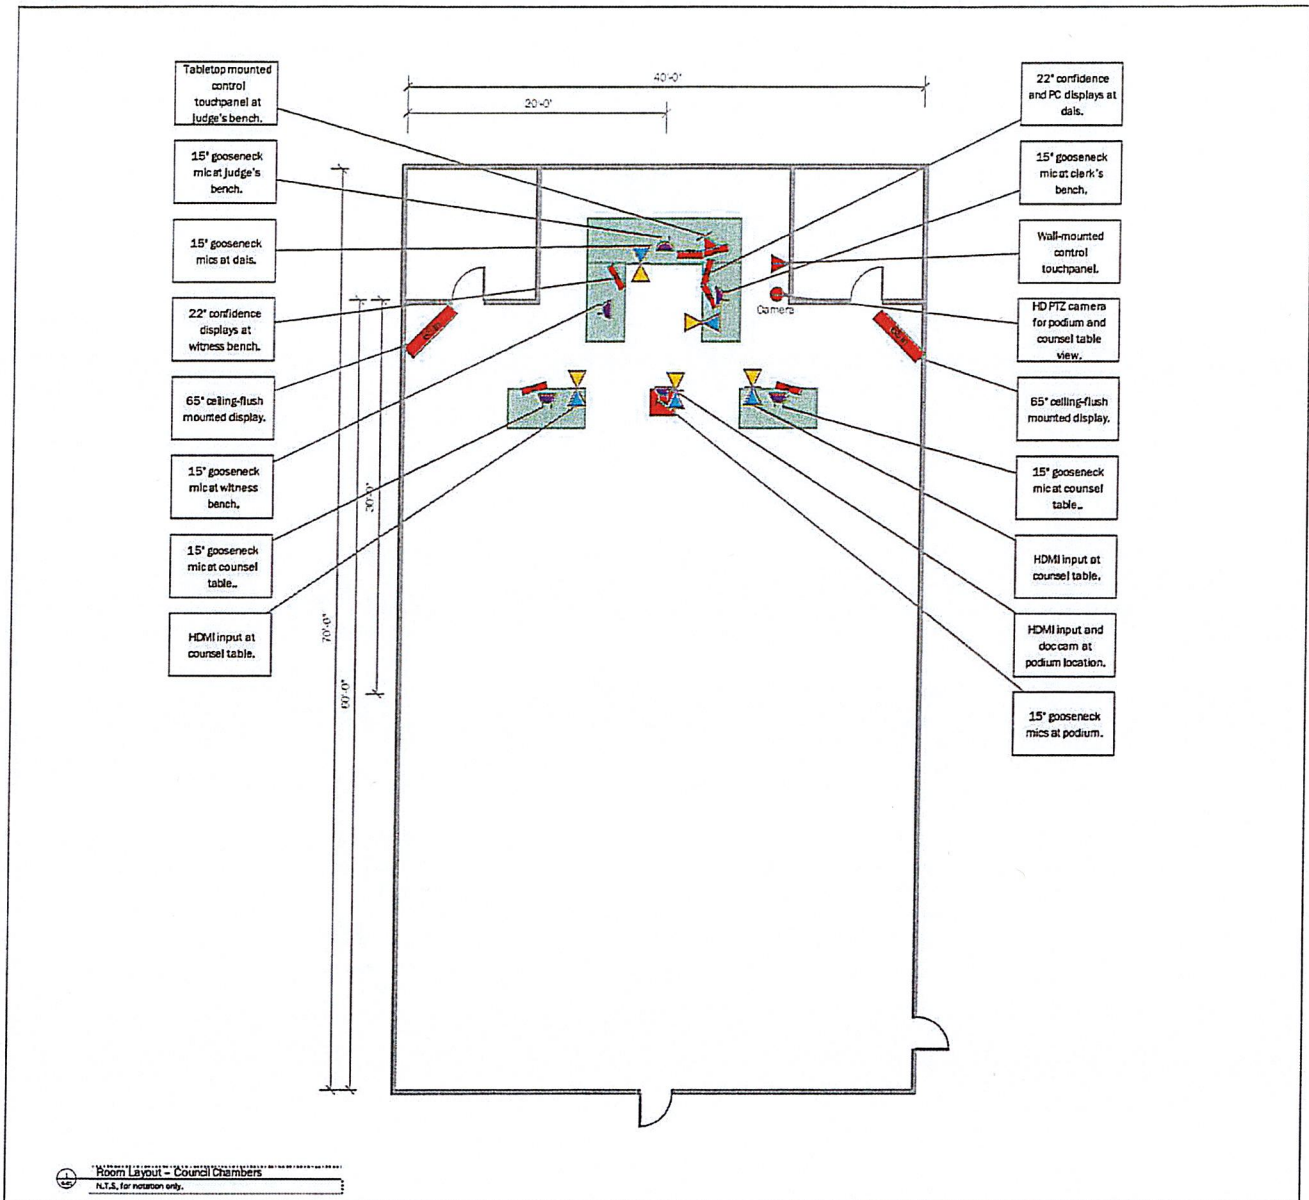 40'-0"
20'-0"
Tabletop mounted
control
touchpanel at
judge's bench.
15" gooseneck
mic at judge's
bench.
15" gooseneck
mics at dais.
22" confidence
displays at
witness bench.
65" ceiling-flush
mounted display.
15" gooseneck
mic at witness
bench.
15" gooseneck
mic at counsel
table..
HDMI input at
counsel table.
22" confidence
and PC displays at
dais.
15" gooseneck
mic at clerk's
bench.
Wall-mounted
control
touchpanel.
HD PTZ camera
for podium and
counsel table
view.
65" ceiling-flush
mounted display.
15" gooseneck
mic at counsel
table..
HDMI input at
counsel table.
HDMI input and
doc cam at
podium location.
15" gooseneck
mics at podium.
Camera
30'-0"
70'-0"
60'-0"
1
Room Layout – Council Chambers
N.T.S, for notation only.